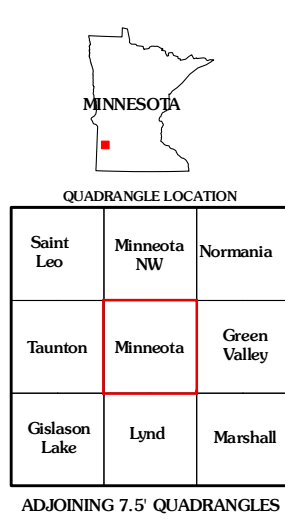 MINNESOTA
QUADRANGLE LOCATION
Saint
Leo
Minneota
NW
Normania
Taunton
Minneota
Green
Valley
Gislason
Lake
Lynd
Marshall
ADJOINING 7.5' QUADRANGLES